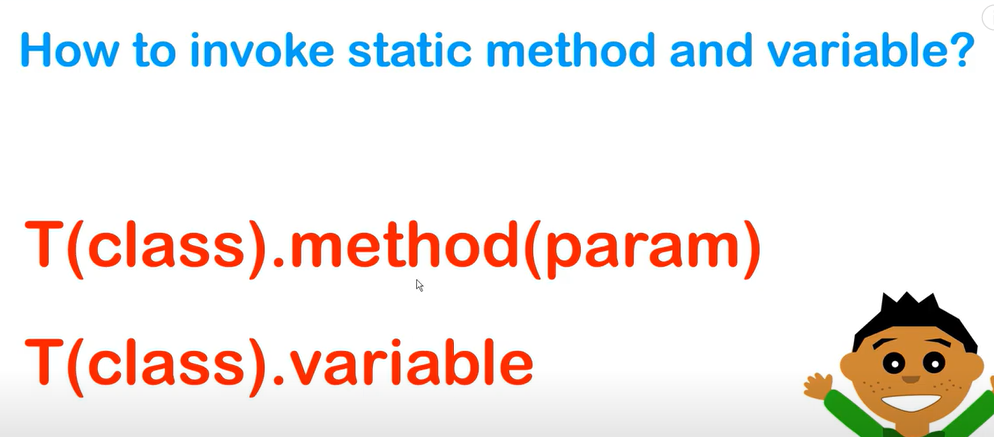 How to invoke static method and variable?
T(class).method(param)
T(class).variable